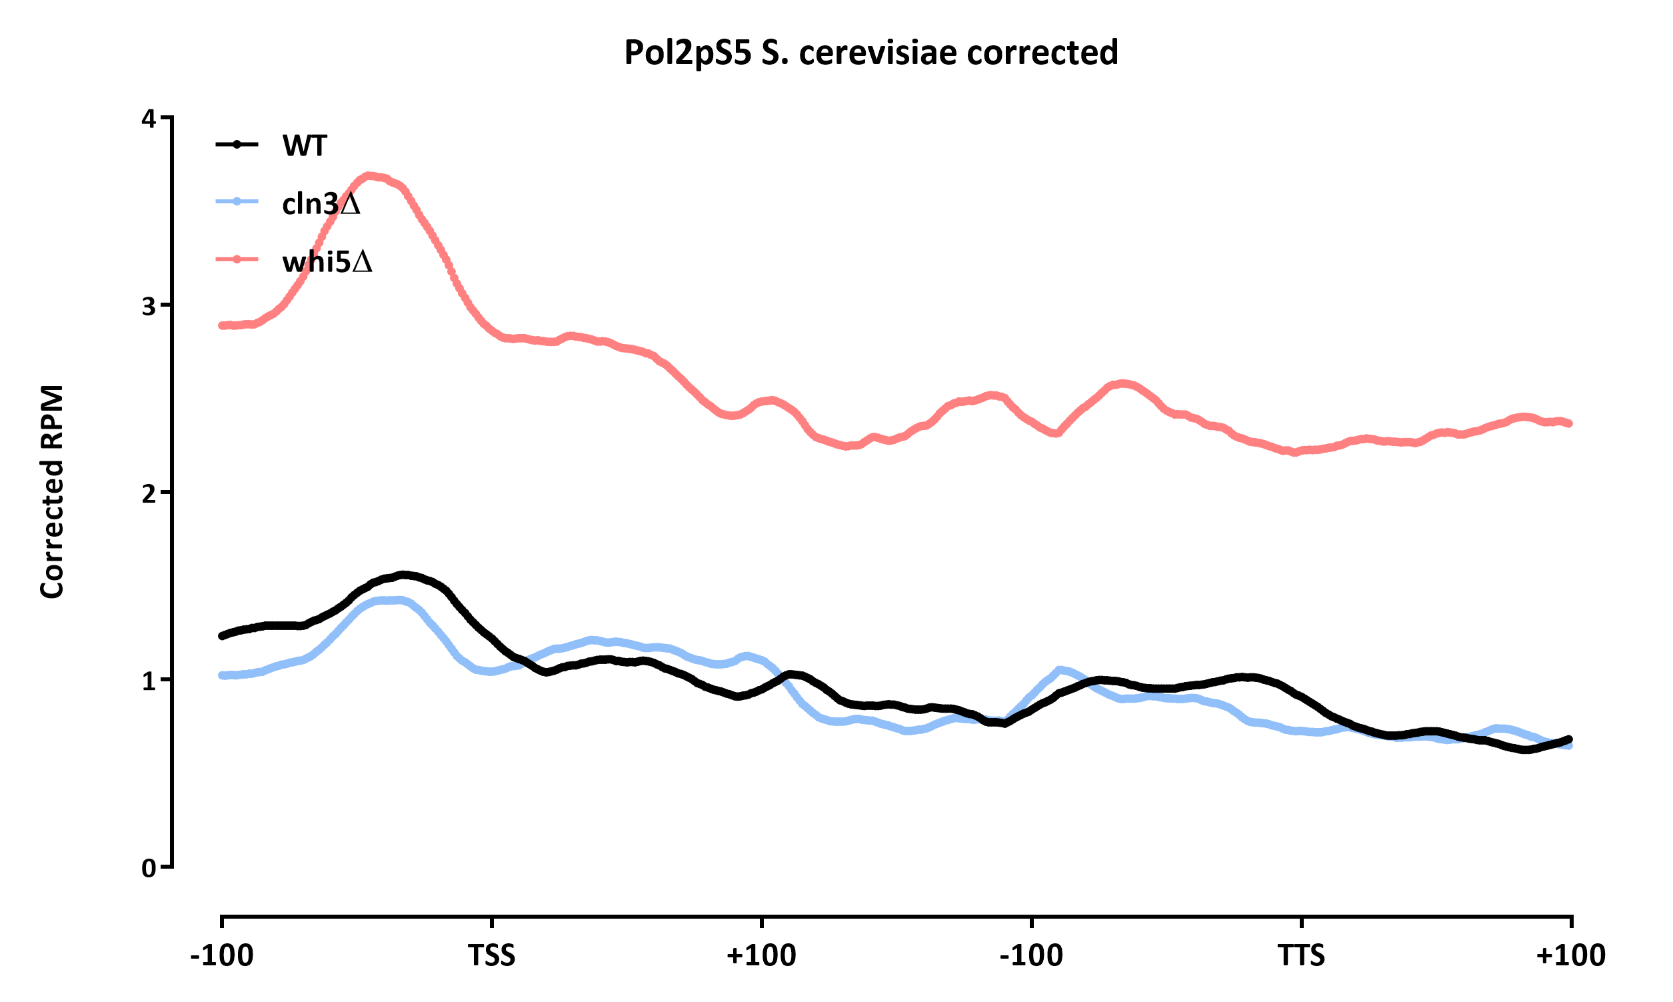 Pol2pS5 S. cerevisiae corrected
4
3
2
1
0
Corrected RPM
WT
cln3Δ
whi5Δ
-100 TSS +100 -100 TTS +100